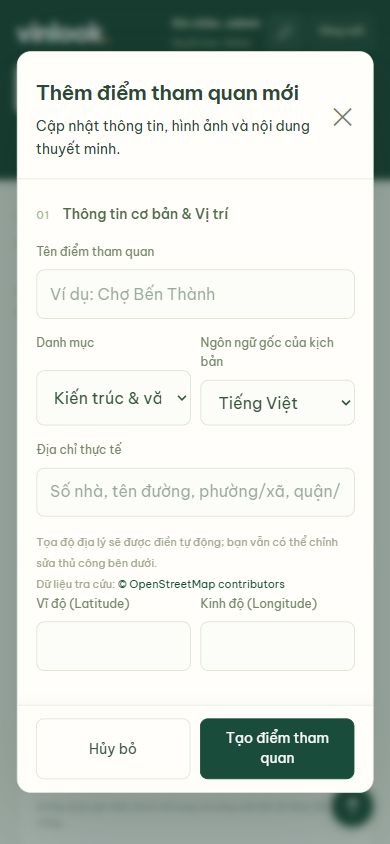 vinlook.
Thêm điểm tham quan mới
Cập nhật thông tin, hình ảnh và nội dung
thuyết minh.
01 Thông tin cơ bản & Vị trí
Tên điểm tham quan
Ví dụ: Chợ Bến Thành
Danh mục
Ngôn ngữ gốc của kịch
bản
Kiến trúc & vă
Tiếng Việt
Địa chỉ thực tế
Số nhà, tên đường, phường/xã, quận/
Tọa độ địa lý sẽ được điền tự động; bạn vẫn có thể chỉnh
sửa thủ công bên dưới.
Dữ liệu tra cứu: © OpenStreetMap contributors
Vĩ độ (Latitude)
Kinh độ (Longitude)
Hủy bỏ
Tạo điểm tham
quan